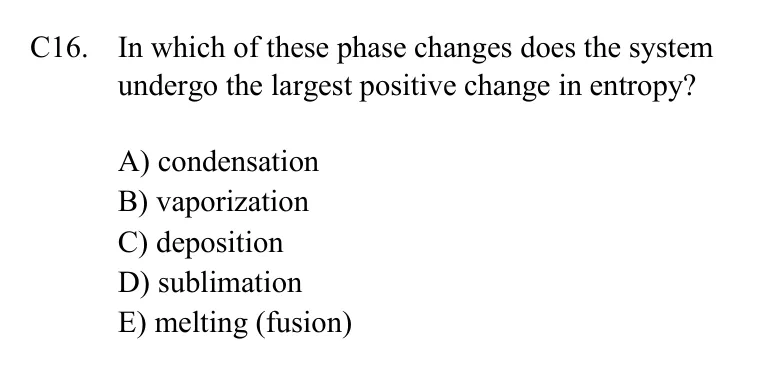 C16. In which of these phase changes does the system
undergo the largest positive change in entropy?
A) condensation
B) vaporization
C) deposition
D) sublimation
E) melting (fusion)